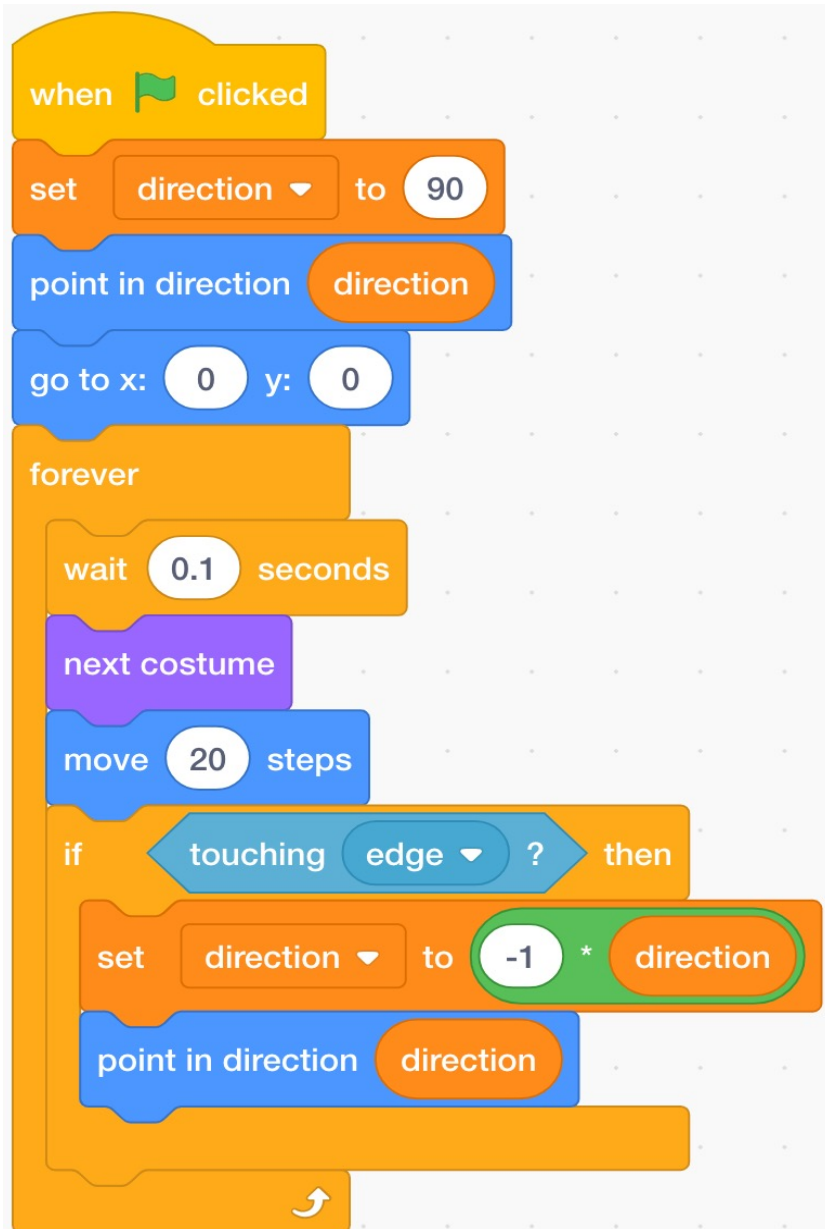 when clicked
set direction to 90
point in direction direction
go to x: 0 y: 0
forever
wait 0.1 seconds
next costume
move 20 steps
if touching edge ? then
set direction to -1 * direction
point in direction direction